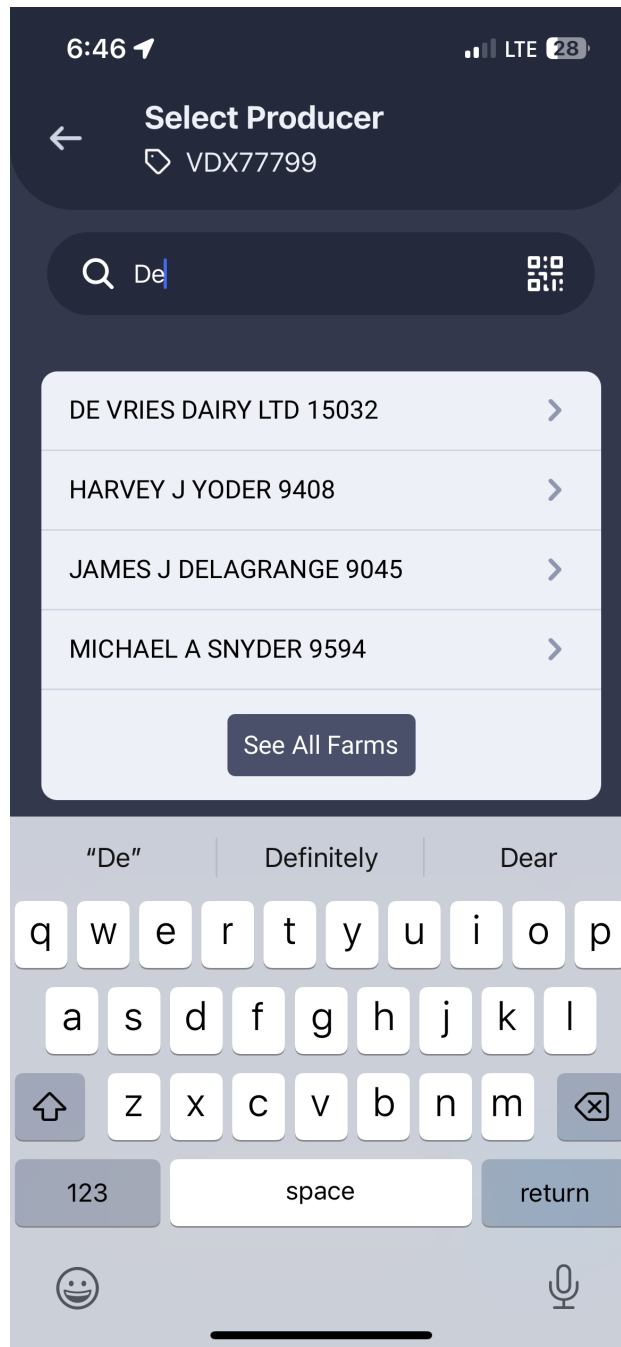 6:46
LTE 28
Select Producer
VDX77799
De
DE VRIES DAIRY LTD 15032
HARVEY J YODER 9408
JAMES J DELAGRANGE 9045
MICHAEL A SNYDER 9594
See All Farms
“De” Definitely Dear
q w e r t y u i o p
a s d f g h j k l
z x c v b n m
123 space return